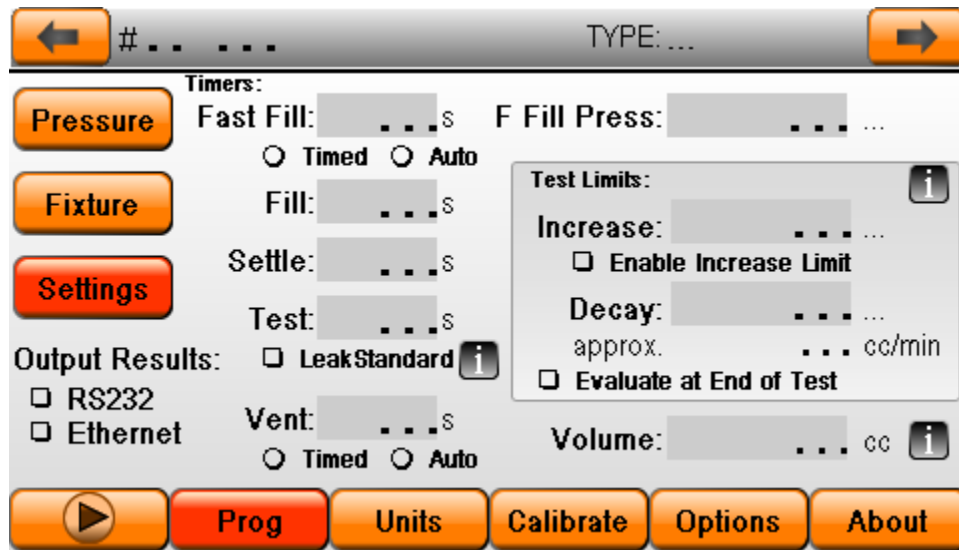 # . . . . . TYPE: ...
Pressure
Fixture
Settings
Output Results:
RS232
Ethernet
Timers:
Fast Fill: . . . s
Timed Auto
Fill: . . . s
Settle: . . . s
Test: . . . s
LeakStandard i
Vent: . . . s
Timed Auto
F Fill Press: . . . ...
Test Limits: i
Increase: . . . ...
Enable Increase Limit
Decay: . . . ...
approx. . . . cc/min
Evaluate at End of Test
Volume: . . . cc i
Prog Units Calibrate Options About